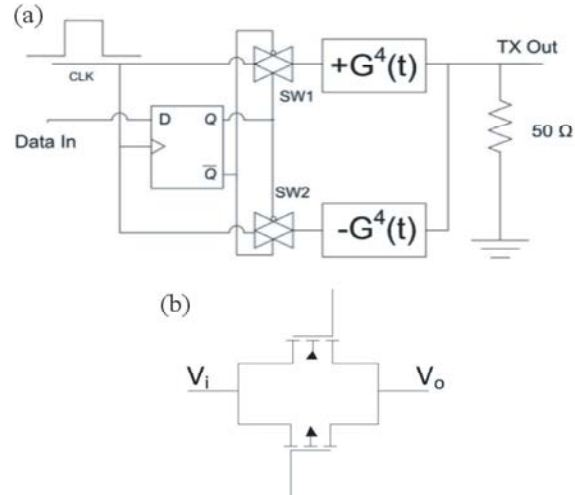 (a)
CLK
Data In
D Q
Q̅
SW1
SW2
+G⁴(t)
-G⁴(t)
TX Out
50 Ω
(b)
Vᵢ
Vₒ